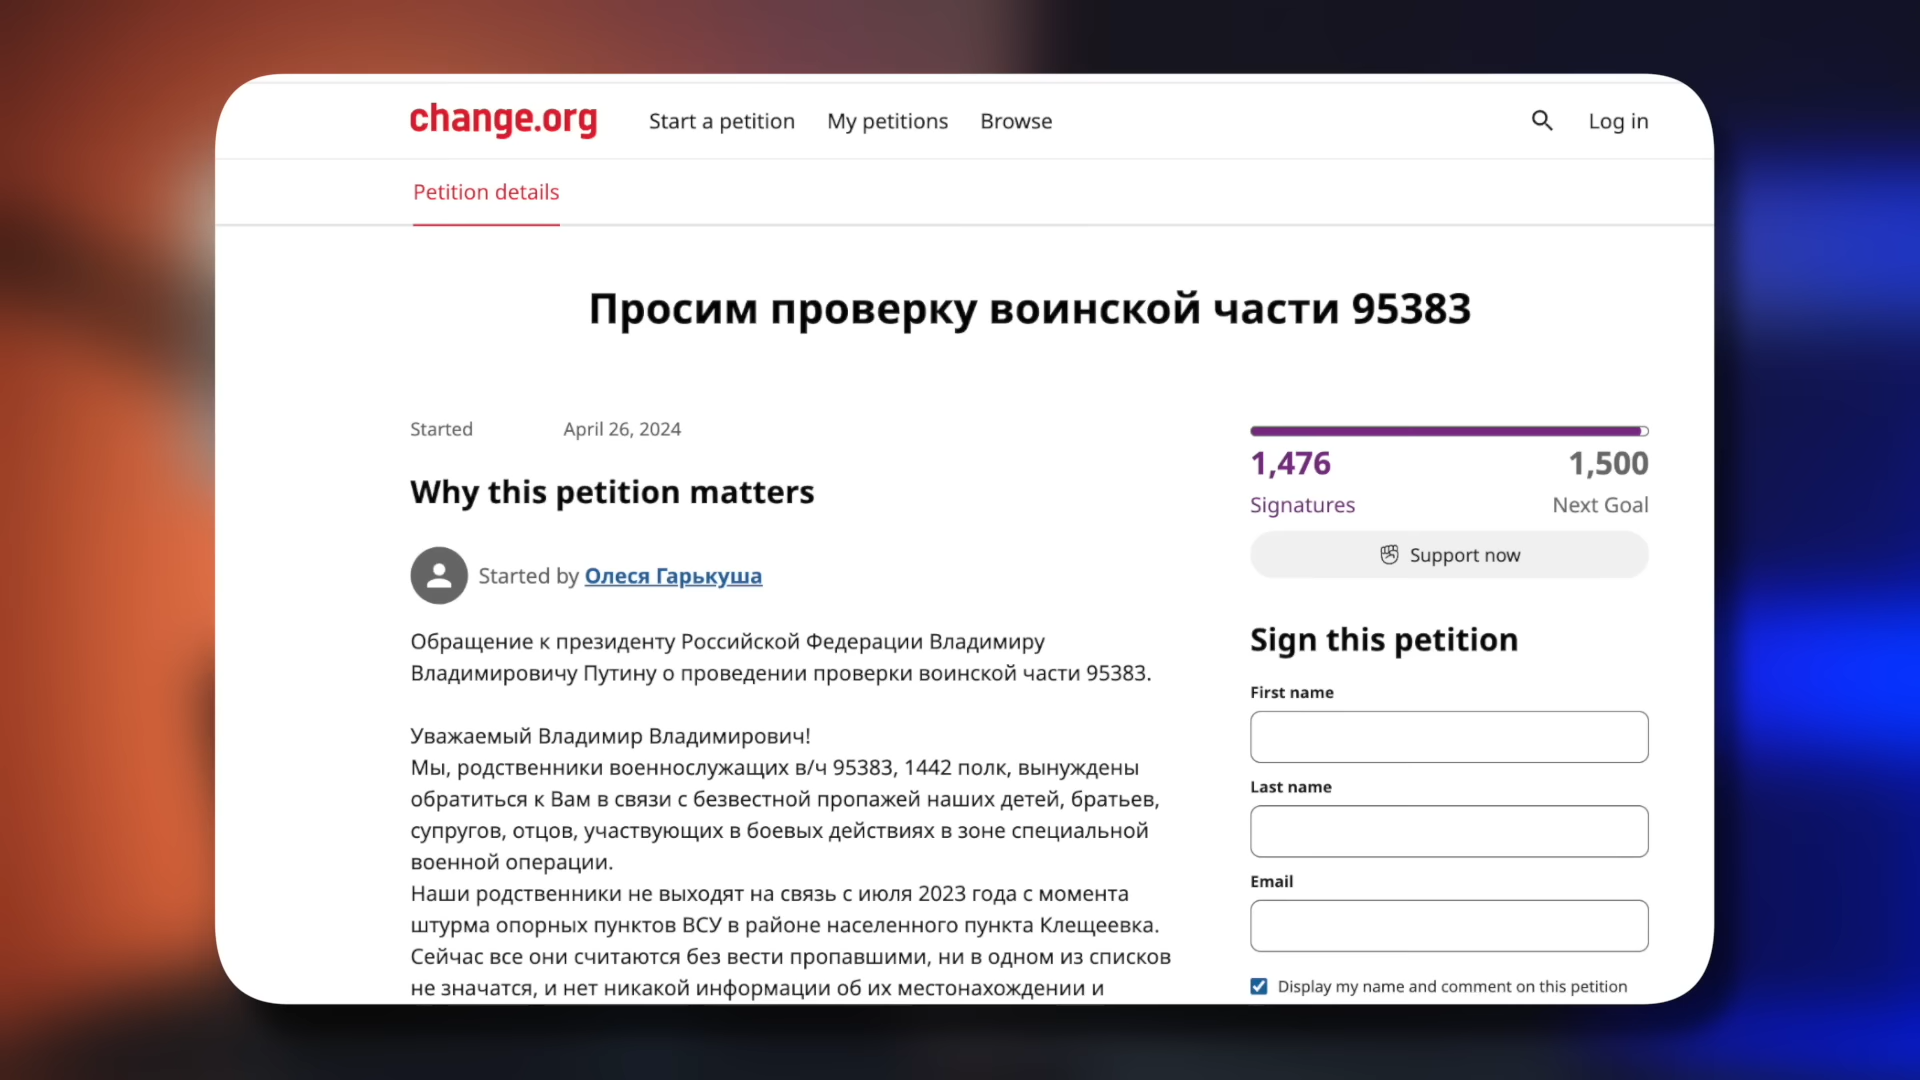 change.org Start a petition My petitions Browse Log in
Petition details
Просим проверку воинской части 95383
Started April 26, 2024
Why this petition matters
Started by Олеся Гарькуша
Обращение к президенту Российской Федерации Владимиру
Владимировичу Путину о проведении проверки воинской части 95383.
Уважаемый Владимир Владимирович!
Мы, родственники военнослужащих в/ч 95383, 1442 полк, вынуждены
обратиться к Вам в связи с безвестной пропажей наших детей, братьев,
супругов, отцов, участвующих в боевых действиях в зоне специальной
военной операции.
Наши родственники не выходят на связь с июля 2023 года с момента
штурма опорных пунктов ВСУ в районе населенного пункта Клещеевка.
Сейчас все они считаются без вести пропавшими, ни в одном из списков
не значатся, и нет никакой информации об их местонахождении и
1,476 1,500
Signatures Next Goal
Support now
Sign this petition
First name
Last name
Email
Display my name and comment on this petition